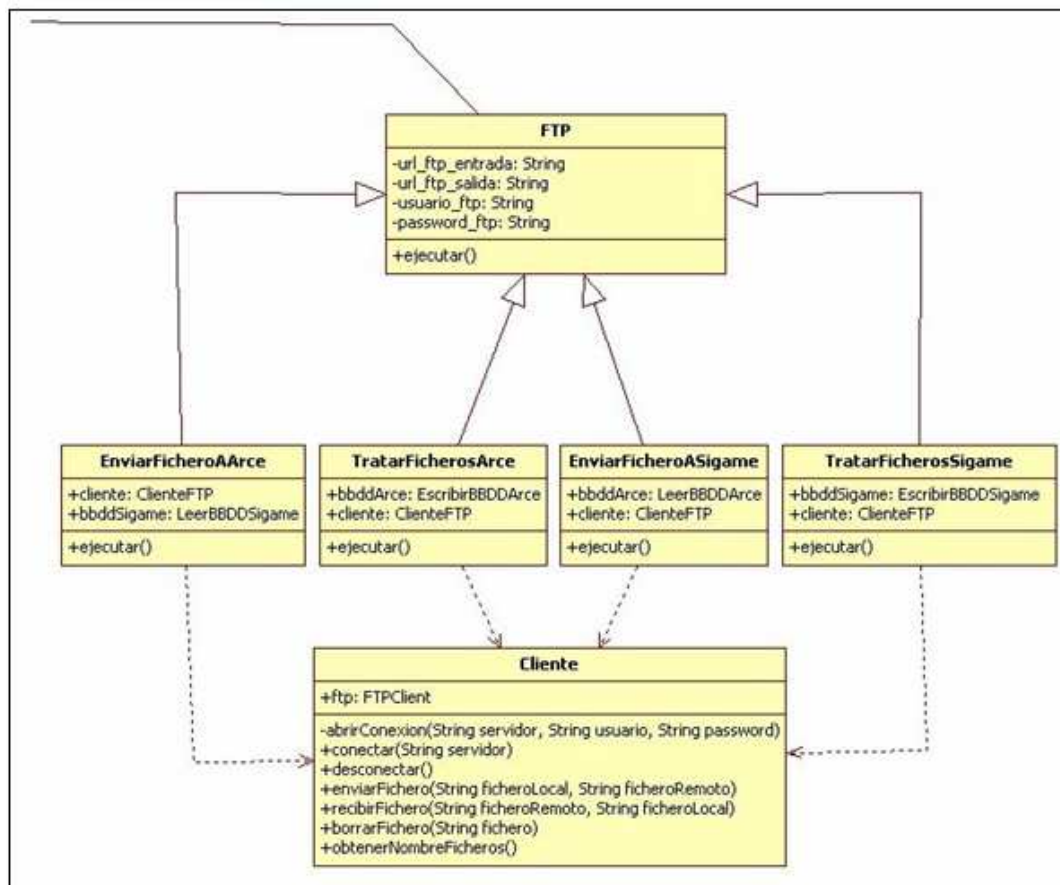 FTP
-url_ftp_entrada: String
-url_ftp_salida: String
-usuario_ftp: String
-password_ftp: String
+ejecutar()
EnviarFicheroAArce
+cliente: ClienteFTP
+bbddSigame: LeerBBDDSigame
+ejecutar()
TratarFicherosArce
+bbddArce: EscribirBBDDArce
+cliente: ClienteFTP
+ejecutar()
EnviarFicheroASigame
+bbddArce: LeerBBDDArce
+cliente: ClienteFTP
+ejecutar()
TratarFicherosSigame
+bbddSigame: EscribirBBDDSigame
+cliente: ClienteFTP
+ejecutar()
Cliente
+ftp: FTPClient
-abrirConexion(String servidor, String usuario, String password)
+conectar(String servidor)
+desconectar()
+enviarFichero(String ficheroLocal, String ficheroRemoto)
+recibirFichero(String ficheroRemoto, String ficheroLocal)
+borrarFichero(String fichero)
+obtenerNombreFicheros()